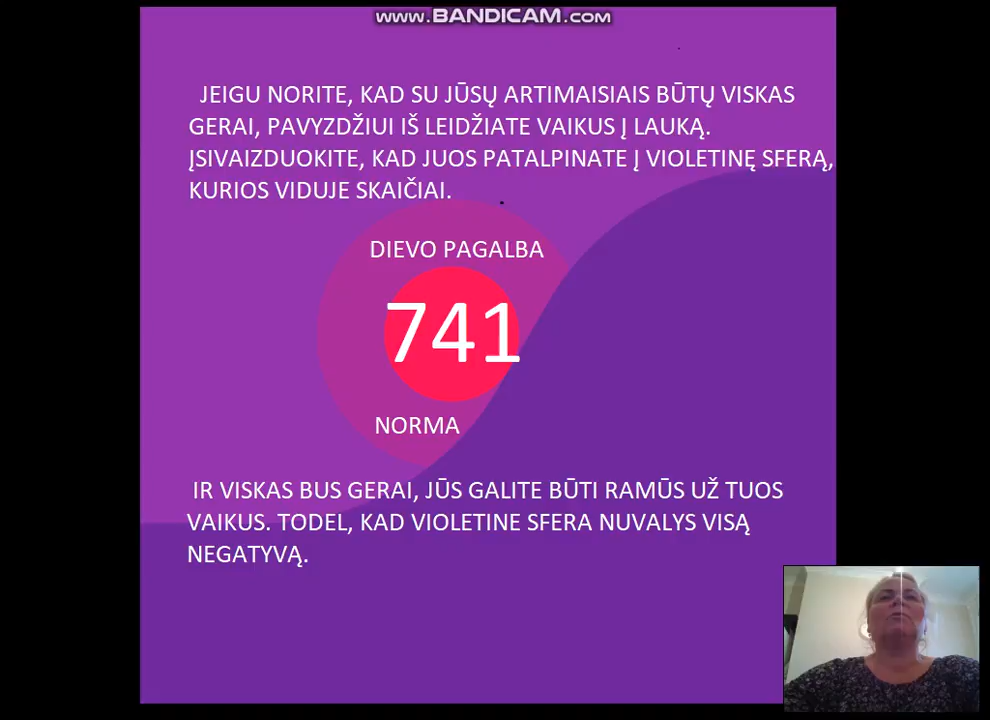 www.BANDICAM.com
JEIGU NORITE, KAD SU JŪSŲ ARTIMAISIAIS BŪTŲ VISKAS
GERAI, PAVYZDŽIUI IŠ LEIDŽIATE VAIKUS Į LAUKĄ.
ĮSIVAIZDUOKITE, KAD JUOS PATALPINATE Į VIOLETINĘ SFERĄ,
KURIOS VIDUJE SKAIČIAI.
DIEVO PAGALBA
741
NORMA
IR VISKAS BUS GERAI, JŪS GALITE BŪTI RAMŪS UŽ TUOS
VAIKUS. TODEL, KAD VIOLETINE SFERA NUVALYS VISĄ
NEGATYVĄ.